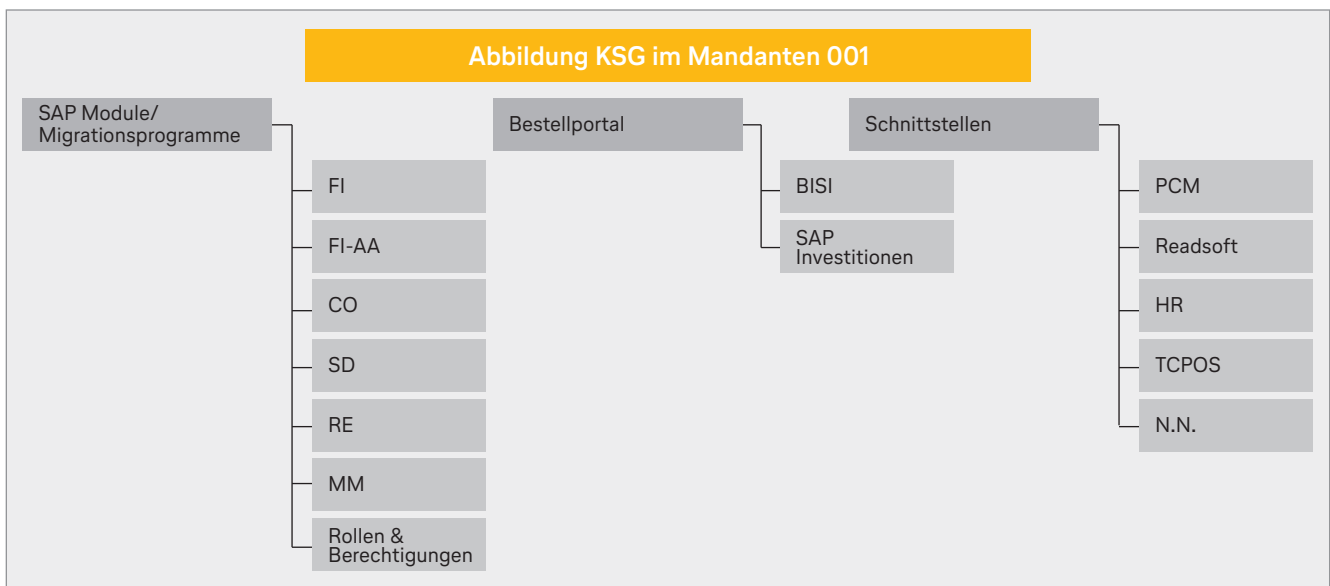 Abbildung KSG im Mandanten 001
SAP Module/
Migrationsprogramme
FI
FI-AA
CO
SD
RE
MM
Rollen &
Berechtigungen
Bestellportal
BISI
SAP
Investitionen
Schnittstellen
PCM
Readsoft
HR
TCPOS
N.N.